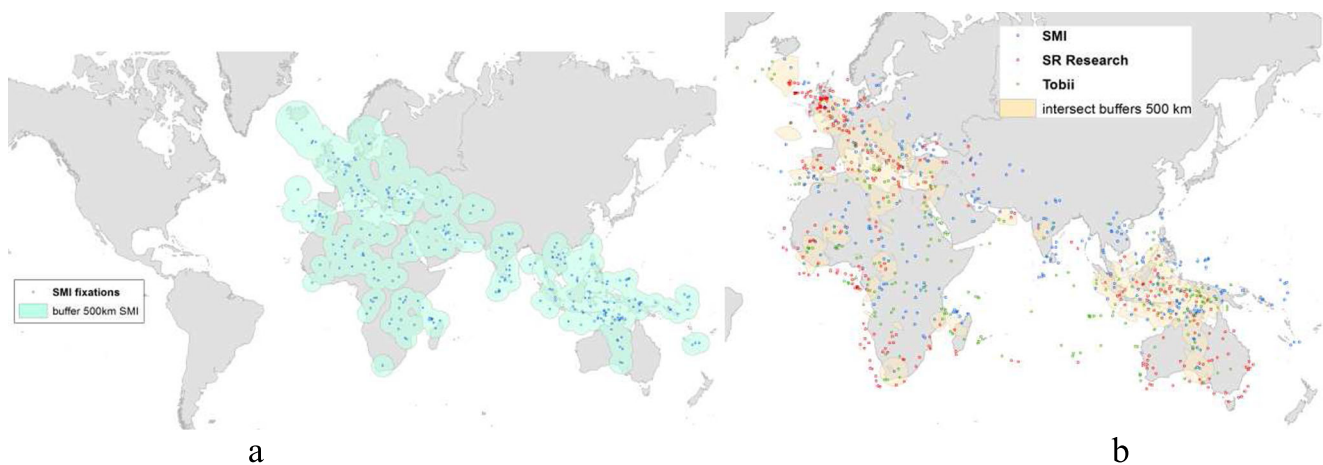 SMI fixations
buffer 500km SMI
SMI
SR Research
Tobii
intersect buffers 500 km
a
b